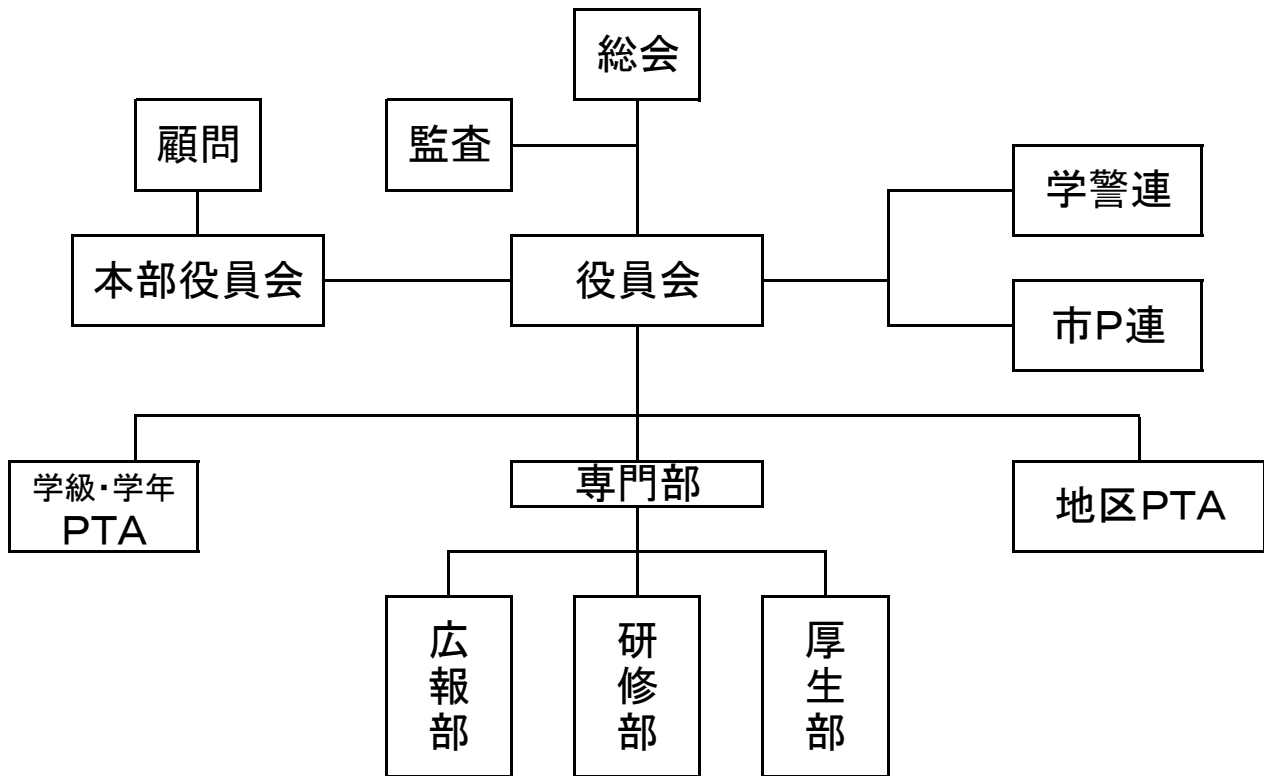 総会
顧問
監査
学警連
本部役員会
役員会
市P連
学級・学年
PTA
専門部
地区PTA
広報部
研修部
厚生部